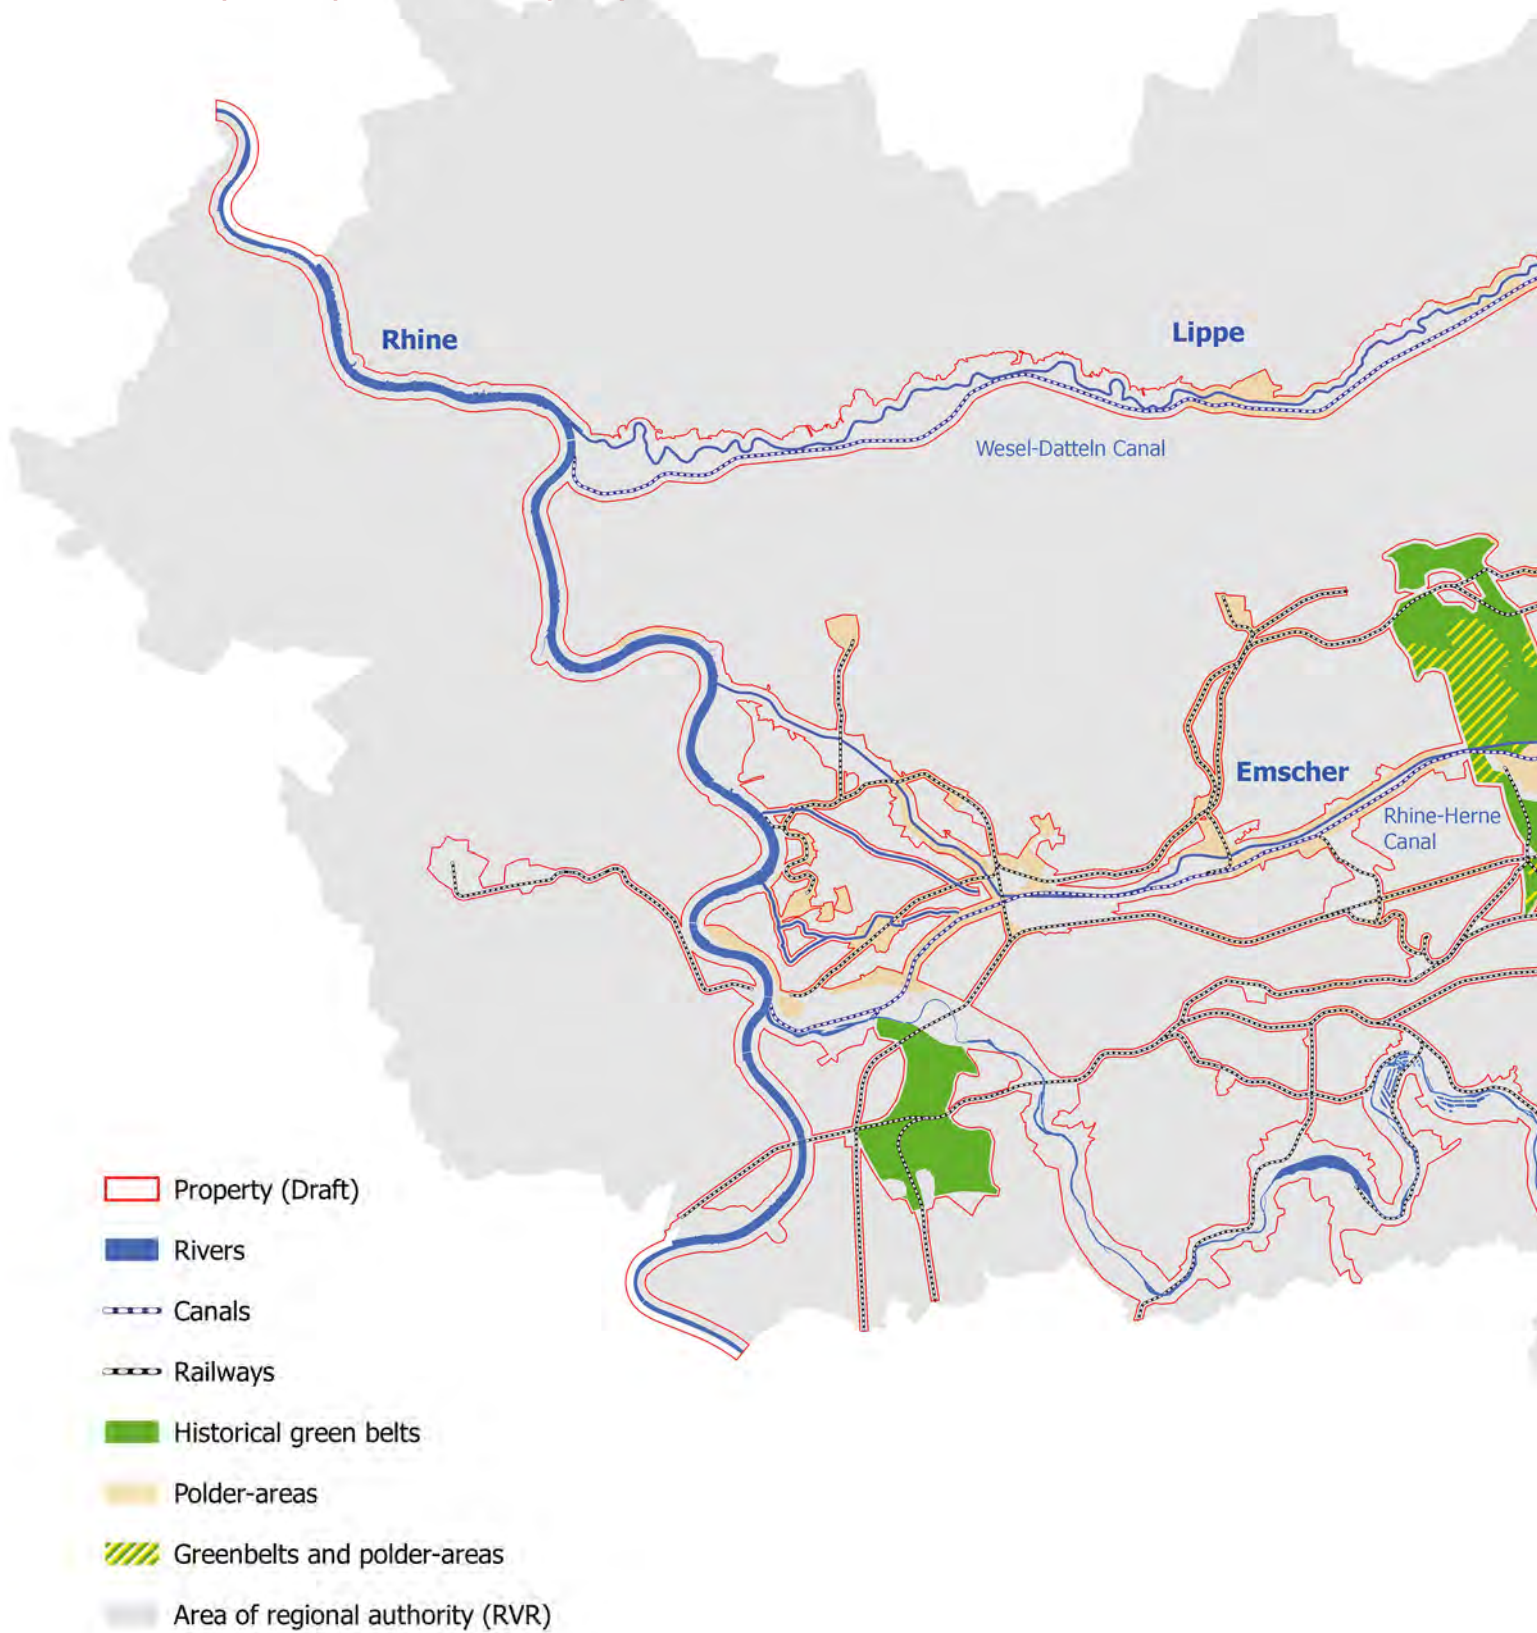 Rhine
Lippe
Wesel-Datteln Canal
Emscher
Rhine-Herne
Canal
Property (Draft)
Rivers
Canals
Railways
Historical green belts
Polder-areas
Greenbelts and polder-areas
Area of regional authority (RVR)